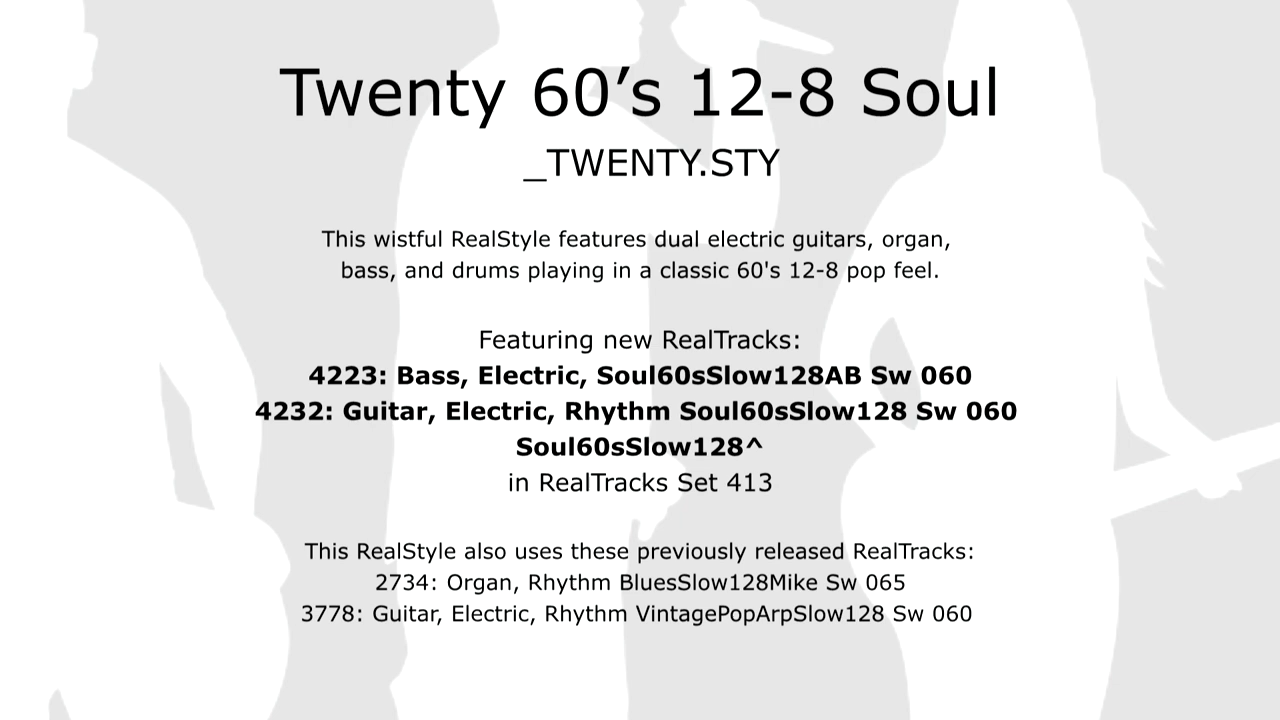 Twenty 60’s 12-8 Soul
_TWENTY.STY
This wistful RealStyle features dual electric guitars, organ,
bass, and drums playing in a classic 60's 12-8 pop feel.
Featuring new RealTracks:
4223: Bass, Electric, Soul60sSlow128AB Sw 060
4232: Guitar, Electric, Rhythm Soul60sSlow128 Sw 060
Soul60sSlow128^
in RealTracks Set 413
This RealStyle also uses these previously released RealTracks:
2734: Organ, Rhythm BluesSlow128Mike Sw 065
3778: Guitar, Electric, Rhythm VintagePopArpSlow128 Sw 060